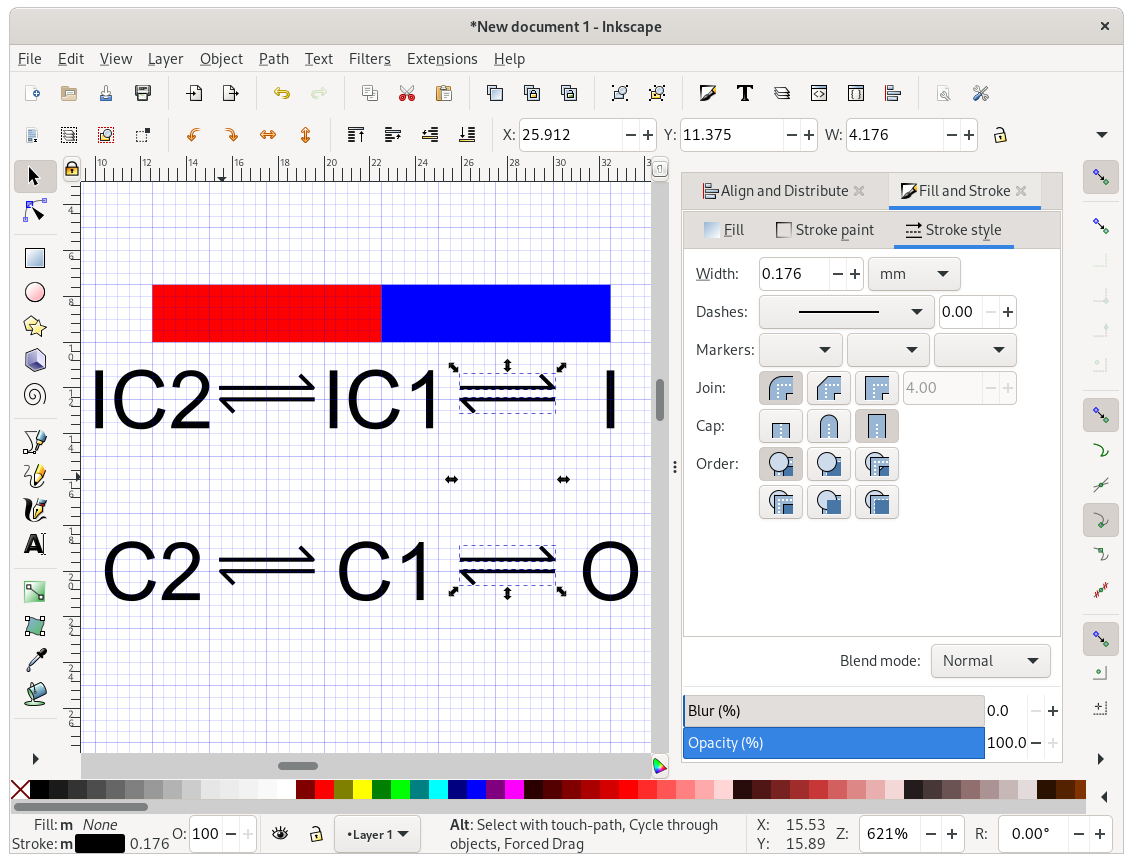 *New document 1 - Inkscape
File Edit View Layer Object Path Text Filters Extensions Help
X: 25.912 Y: 11.375 W: 4.176
10 12 14 16 18 20 22 24 26 28 30 32
Align and Distribute Fill and Stroke
Fill Stroke paint Stroke style
Width: 0.176 mm
Dashes: 0.00
Markers:
Join: 4.00
Cap:
Order:
IC2 IC1 I
C2 C1 O
Blend mode: Normal
Blur (%) 0.0
Opacity (%) 100.0
Fill: m None
Stroke: m 0.176
O: 100
•Layer 1
Alt: Select with touch-path, Cycle through
objects, Forced Drag
X: 15.53
Y: 15.89
Z: 621%
R: 0.00°